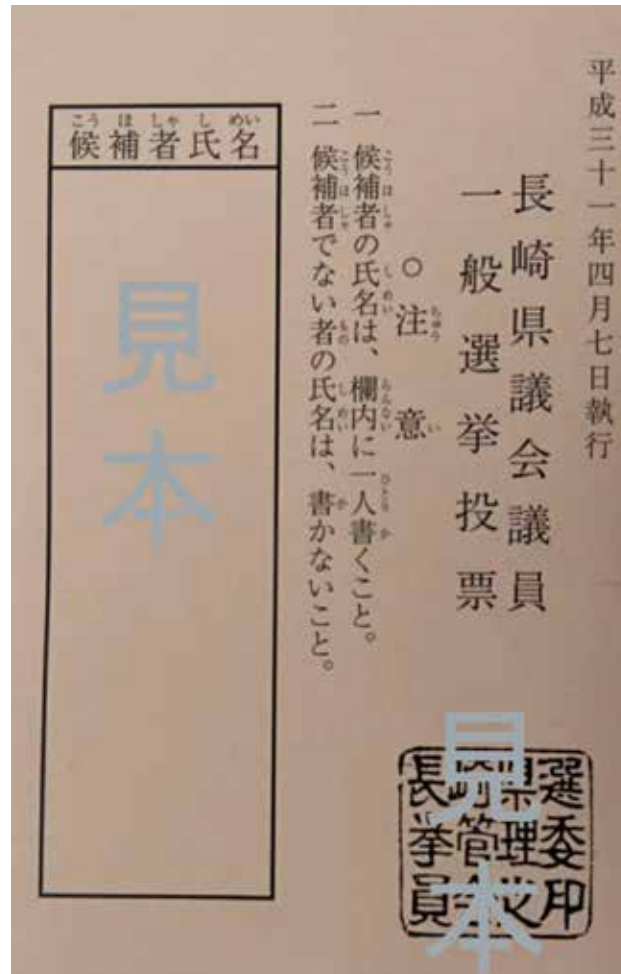 平成三十一年四月七日執行
長崎県議会議員
一般選挙投票
○注意
一 候補者の氏名は、欄内に一人書くこと。
二 候補者でない者の氏名は、書かないこと。
候補者氏名
見本
長崎県選
挙管理委
員会之印
見本